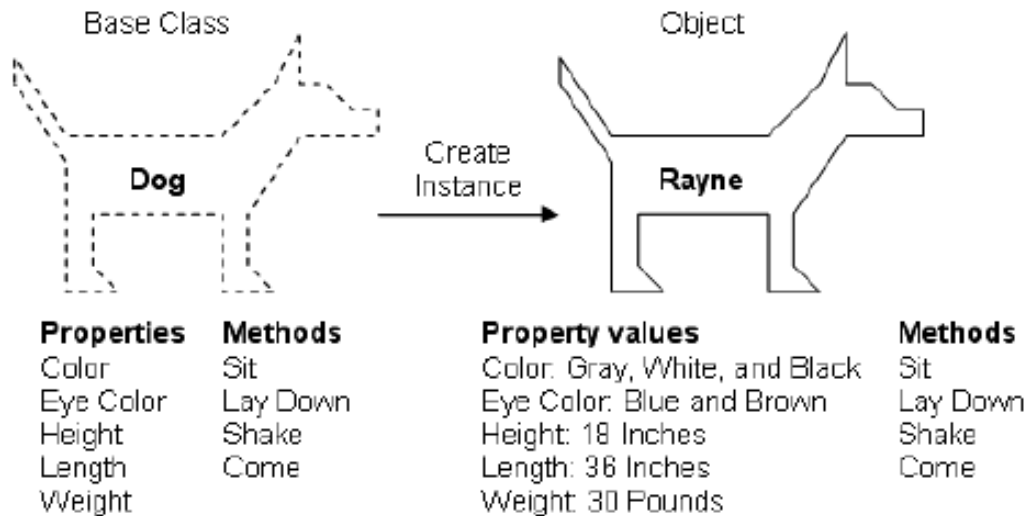 Base Class
Object
Dog
Create
Instance
Rayne
Properties Methods
Color Sit
Eye Color Lay Down
Height Shake
Length Come
Weight
Property values Methods
Color: Gray, White, and Black Sit
Eye Color: Blue and Brown Lay Down
Height: 18 Inches Shake
Length: 36 Inches Come
Weight: 30 Pounds